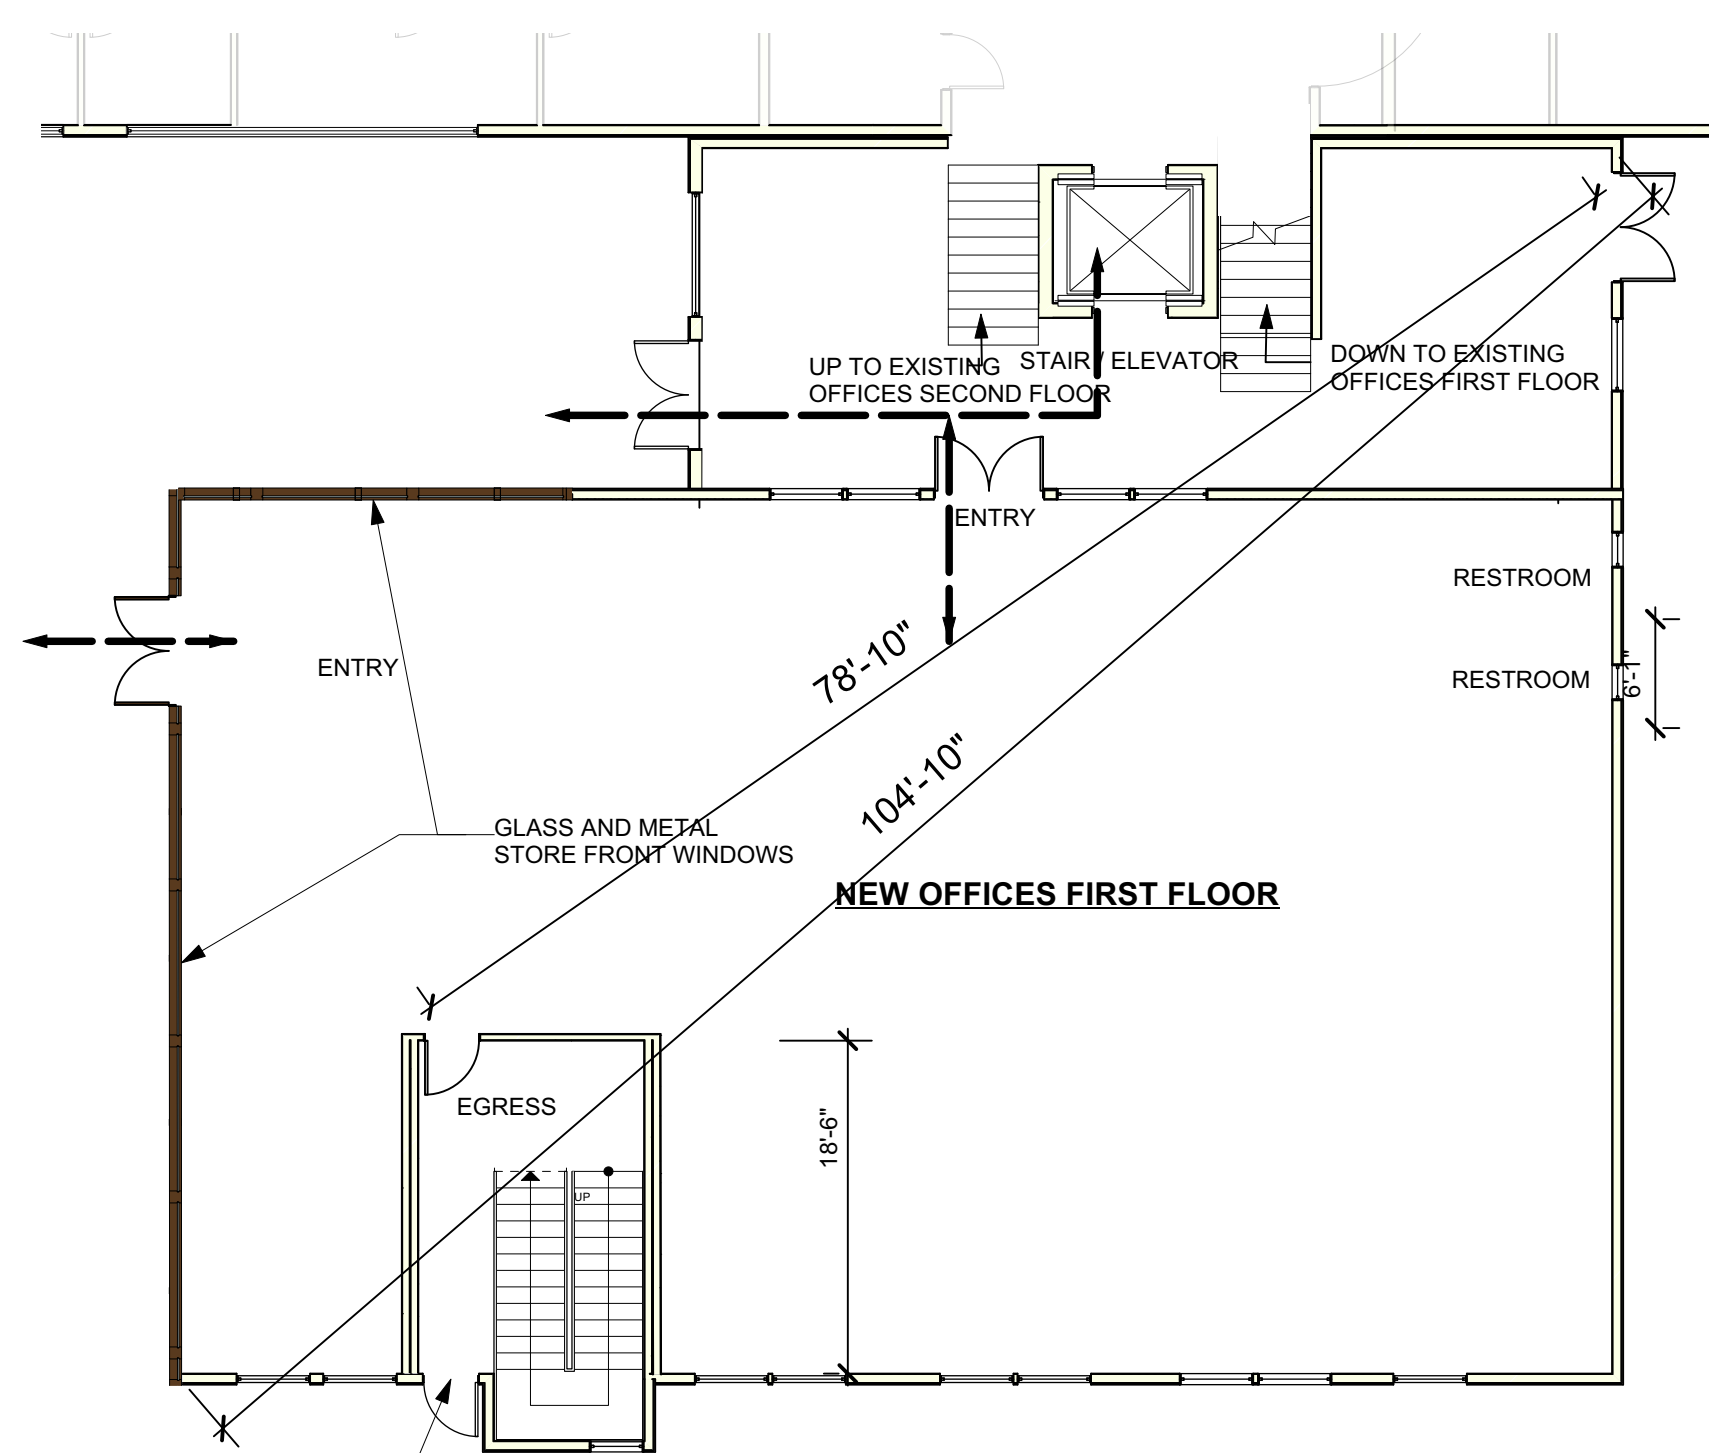 UP TO EXISTING
OFFICES SECOND FLOOR
STAIR / ELEVATOR
DOWN TO EXISTING
OFFICES FIRST FLOOR
ENTRY
RESTROOM
78'-10"
ENTRY
RESTROOM
6'-1"
104'-10"
GLASS AND METAL
STORE FRONT WINDOWS
NEW OFFICES FIRST FLOOR
EGRESS
18'-6"
UP